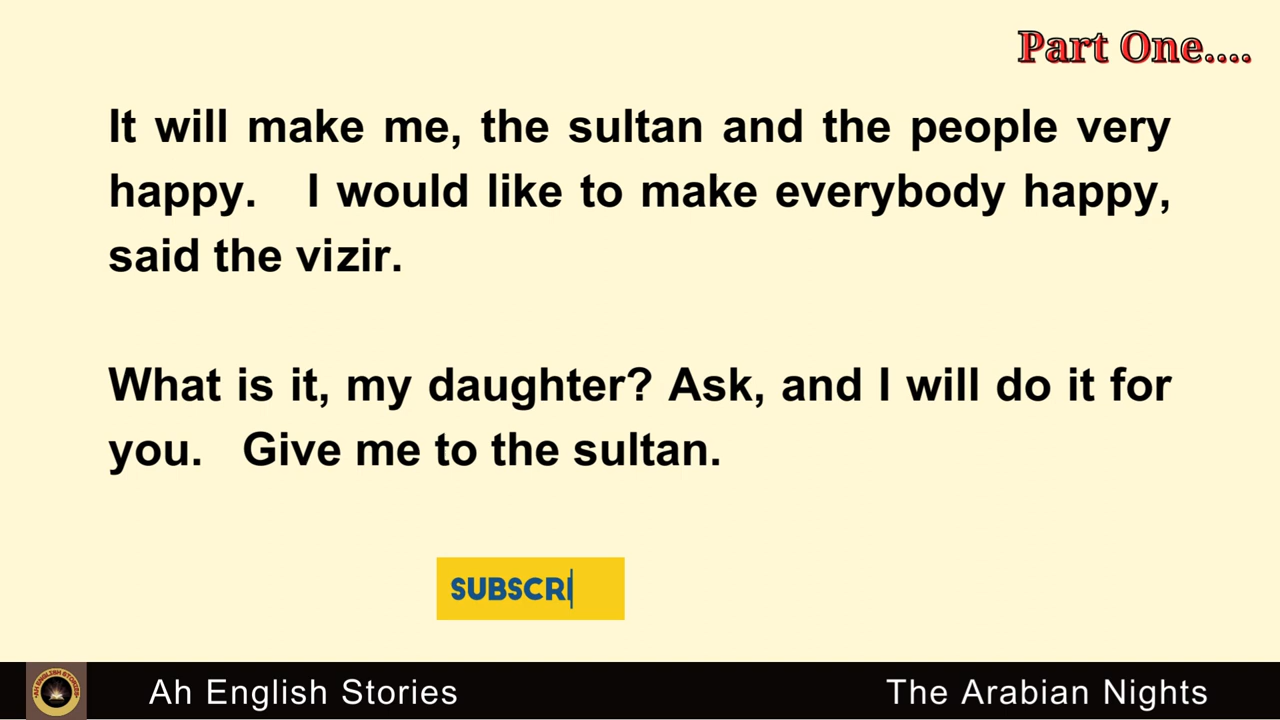 Part One....
It will make me, the sultan and the people very
happy. I would like to make everybody happy,
said the vizir.
What is it, my daughter? Ask, and I will do it for
you. Give me to the sultan.
SUBSCRI
Ah English Stories
The Arabian Nights